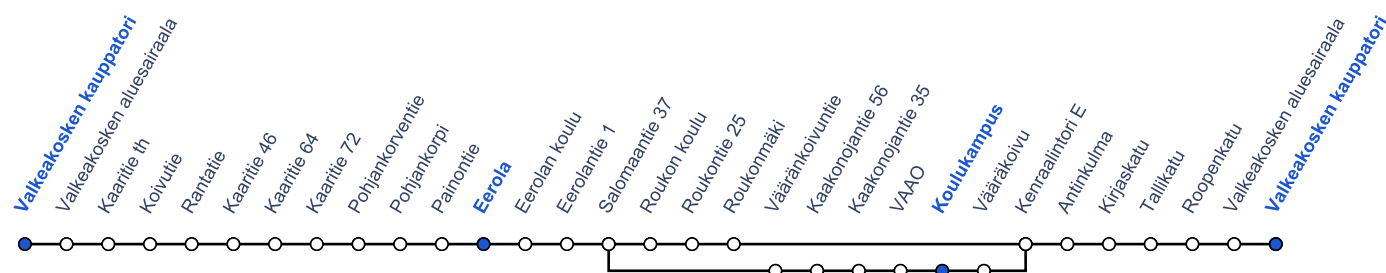 Valkeakosken kauppatori
Valkeakosken aluesairaala
Kaaritie th
Koivutie
Rantatie
Kaaritie 46
Kaaritie 64
Kaaritie 72
Pohjankorventie
Pohjankorpi
Painontie
Eerola
Eerolan koulu
Eerolantie 1
Salomaantie 37
Roukon koulu
Roukontie 25
Roukonmäki
Vääränkoivuntie
Kaakonojantie 56
Kaakonojantie 35
VAAO
Koulukampus
Vääräkoivu
Kenraalintori E
Antinkulma
Kirjaskatu
Tallikatu
Roopenkatu
Valkeakosken aluesairaala
Valkeakosken kauppatori